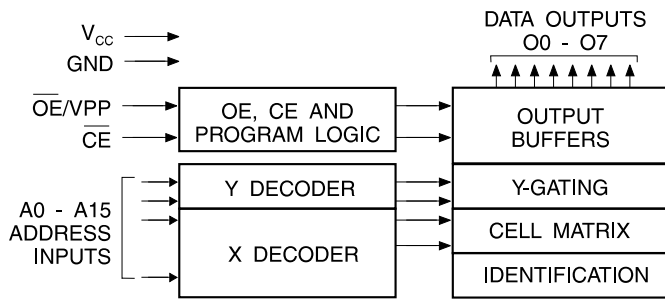 DATA OUTPUTS
O0 - O7
VCC
GND
OE/VPP
CE
OE, CE AND
PROGRAM LOGIC
OUTPUT
BUFFERS
A0 - A15
ADDRESS
INPUTS
Y DECODER
Y-GATING
X DECODER
CELL MATRIX
IDENTIFICATION